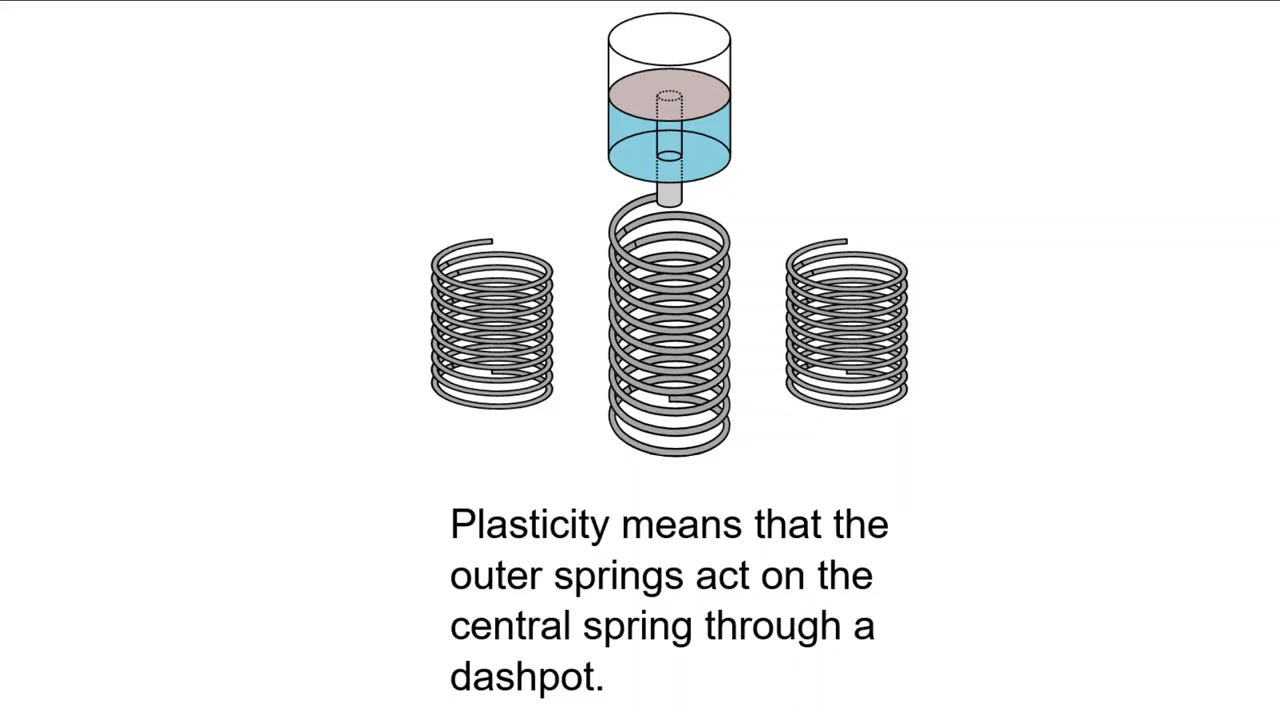 Plasticity means that the
outer springs act on the
central spring through a
dashpot.